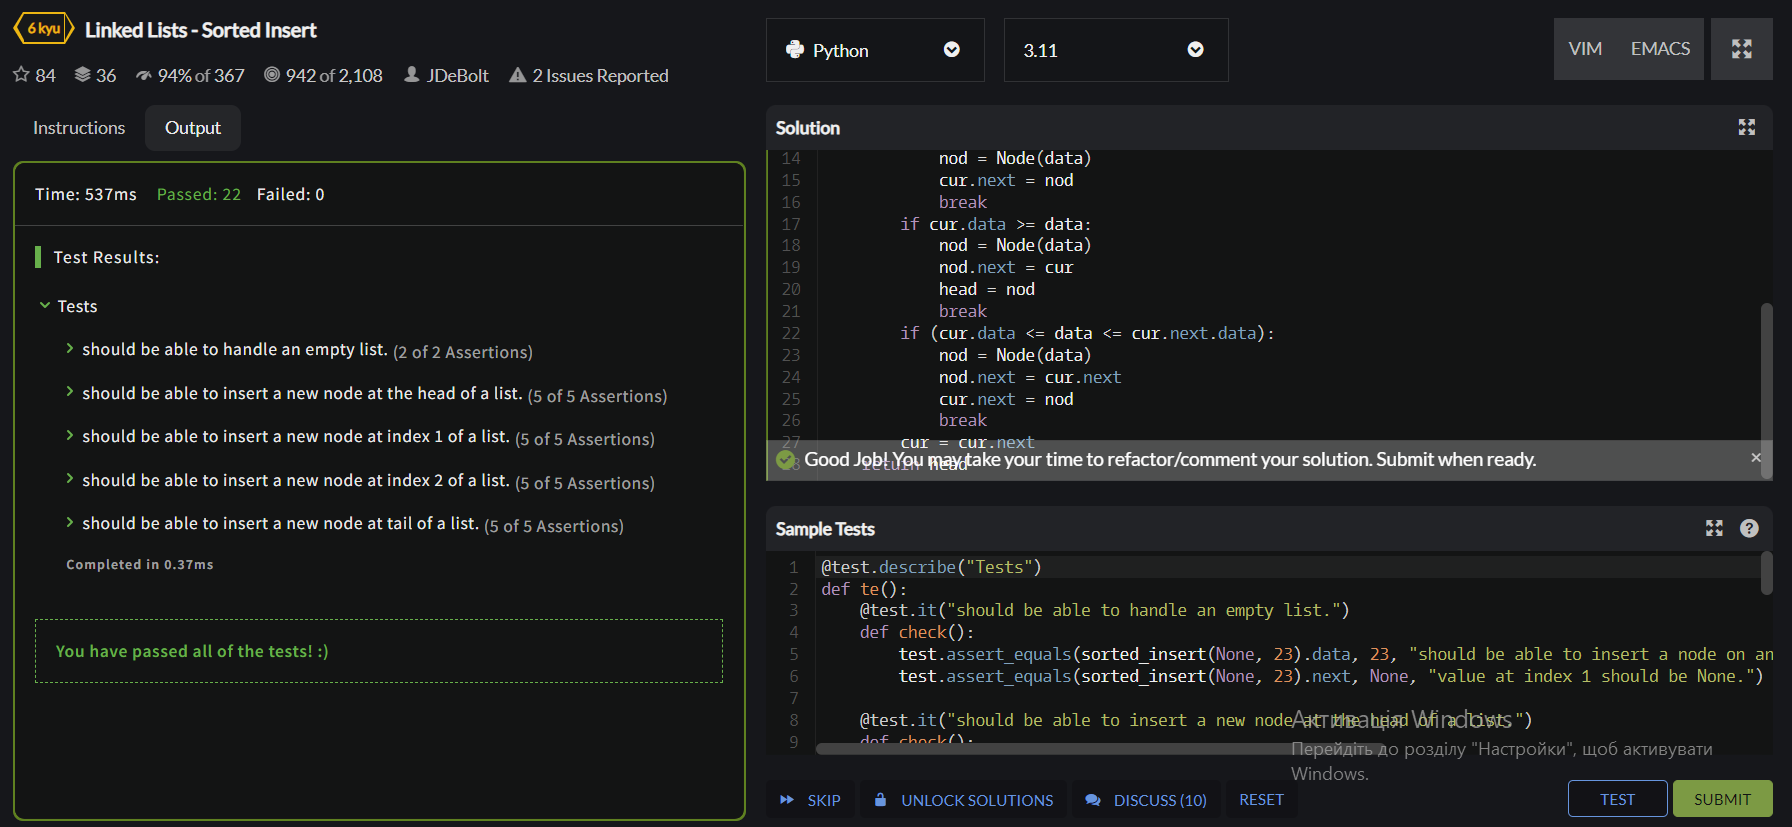 6 kyu Linked Lists - Sorted Insert
84 36 94% of 367 942 of 2,108 JDeBolt 2 Issues Reported
Instructions Output
Time: 537ms Passed: 22 Failed: 0
Test Results:
Tests
should be able to handle an empty list. (2 of 2 Assertions)
should be able to insert a new node at the head of a list. (5 of 5 Assertions)
should be able to insert a new node at index 1 of a list. (5 of 5 Assertions)
should be able to insert a new node at index 2 of a list. (5 of 5 Assertions)
should be able to insert a new node at tail of a list. (5 of 5 Assertions)
Completed in 0.37ms
You have passed all of the tests! :)
Python 3.11 VIM EMACS
Solution
14 nod = Node(data)
15 cur.next = nod
16 break
17 if cur.data >= data:
18 nod = Node(data)
19 nod.next = cur
20 head = nod
21 break
22 if (cur.data <= data <= cur.next.data):
23 nod = Node(data)
24 nod.next = cur.next
25 cur.next = nod
26 break
27 cur = cur.next
28 return head
Good Job! You may take your time to refactor/comment your solution. Submit when ready.
Sample Tests
1 @test.describe("Tests")
2 def te():
3 @test.it("should be able to handle an empty list.")
4 def check():
5 test.assert_equals(sorted_insert(None, 23).data, 23, "should be able to insert a node on an
6 test.assert_equals(sorted_insert(None, 23).next, None, "value at index 1 should be None.")
7
8 @test.it("should be able to insert a new node at the head of a list.")
9 def check():
Активація Windows
Перейдіть до розділу "Настройки", щоб активувати
Windows.
SKIP UNLOCK SOLUTIONS DISCUSS (10) RESET TEST SUBMIT